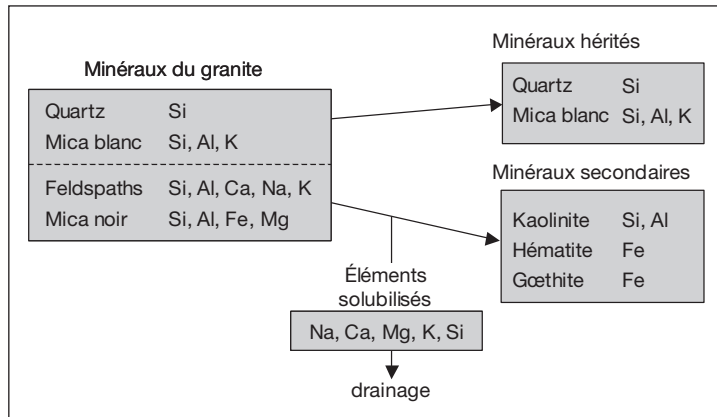 Minéraux du granite
Quartz Si
Mica blanc Si, Al, K
Feldspaths Si, Al, Ca, Na, K
Mica noir Si, Al, Fe, Mg
Minéraux hérités
Quartz Si
Mica blanc Si, Al, K
Minéraux secondaires
Kaolinite Si, Al
Hématite Fe
Gœthite Fe
Éléments
solubilisés
Na, Ca, Mg, K, Si
drainage